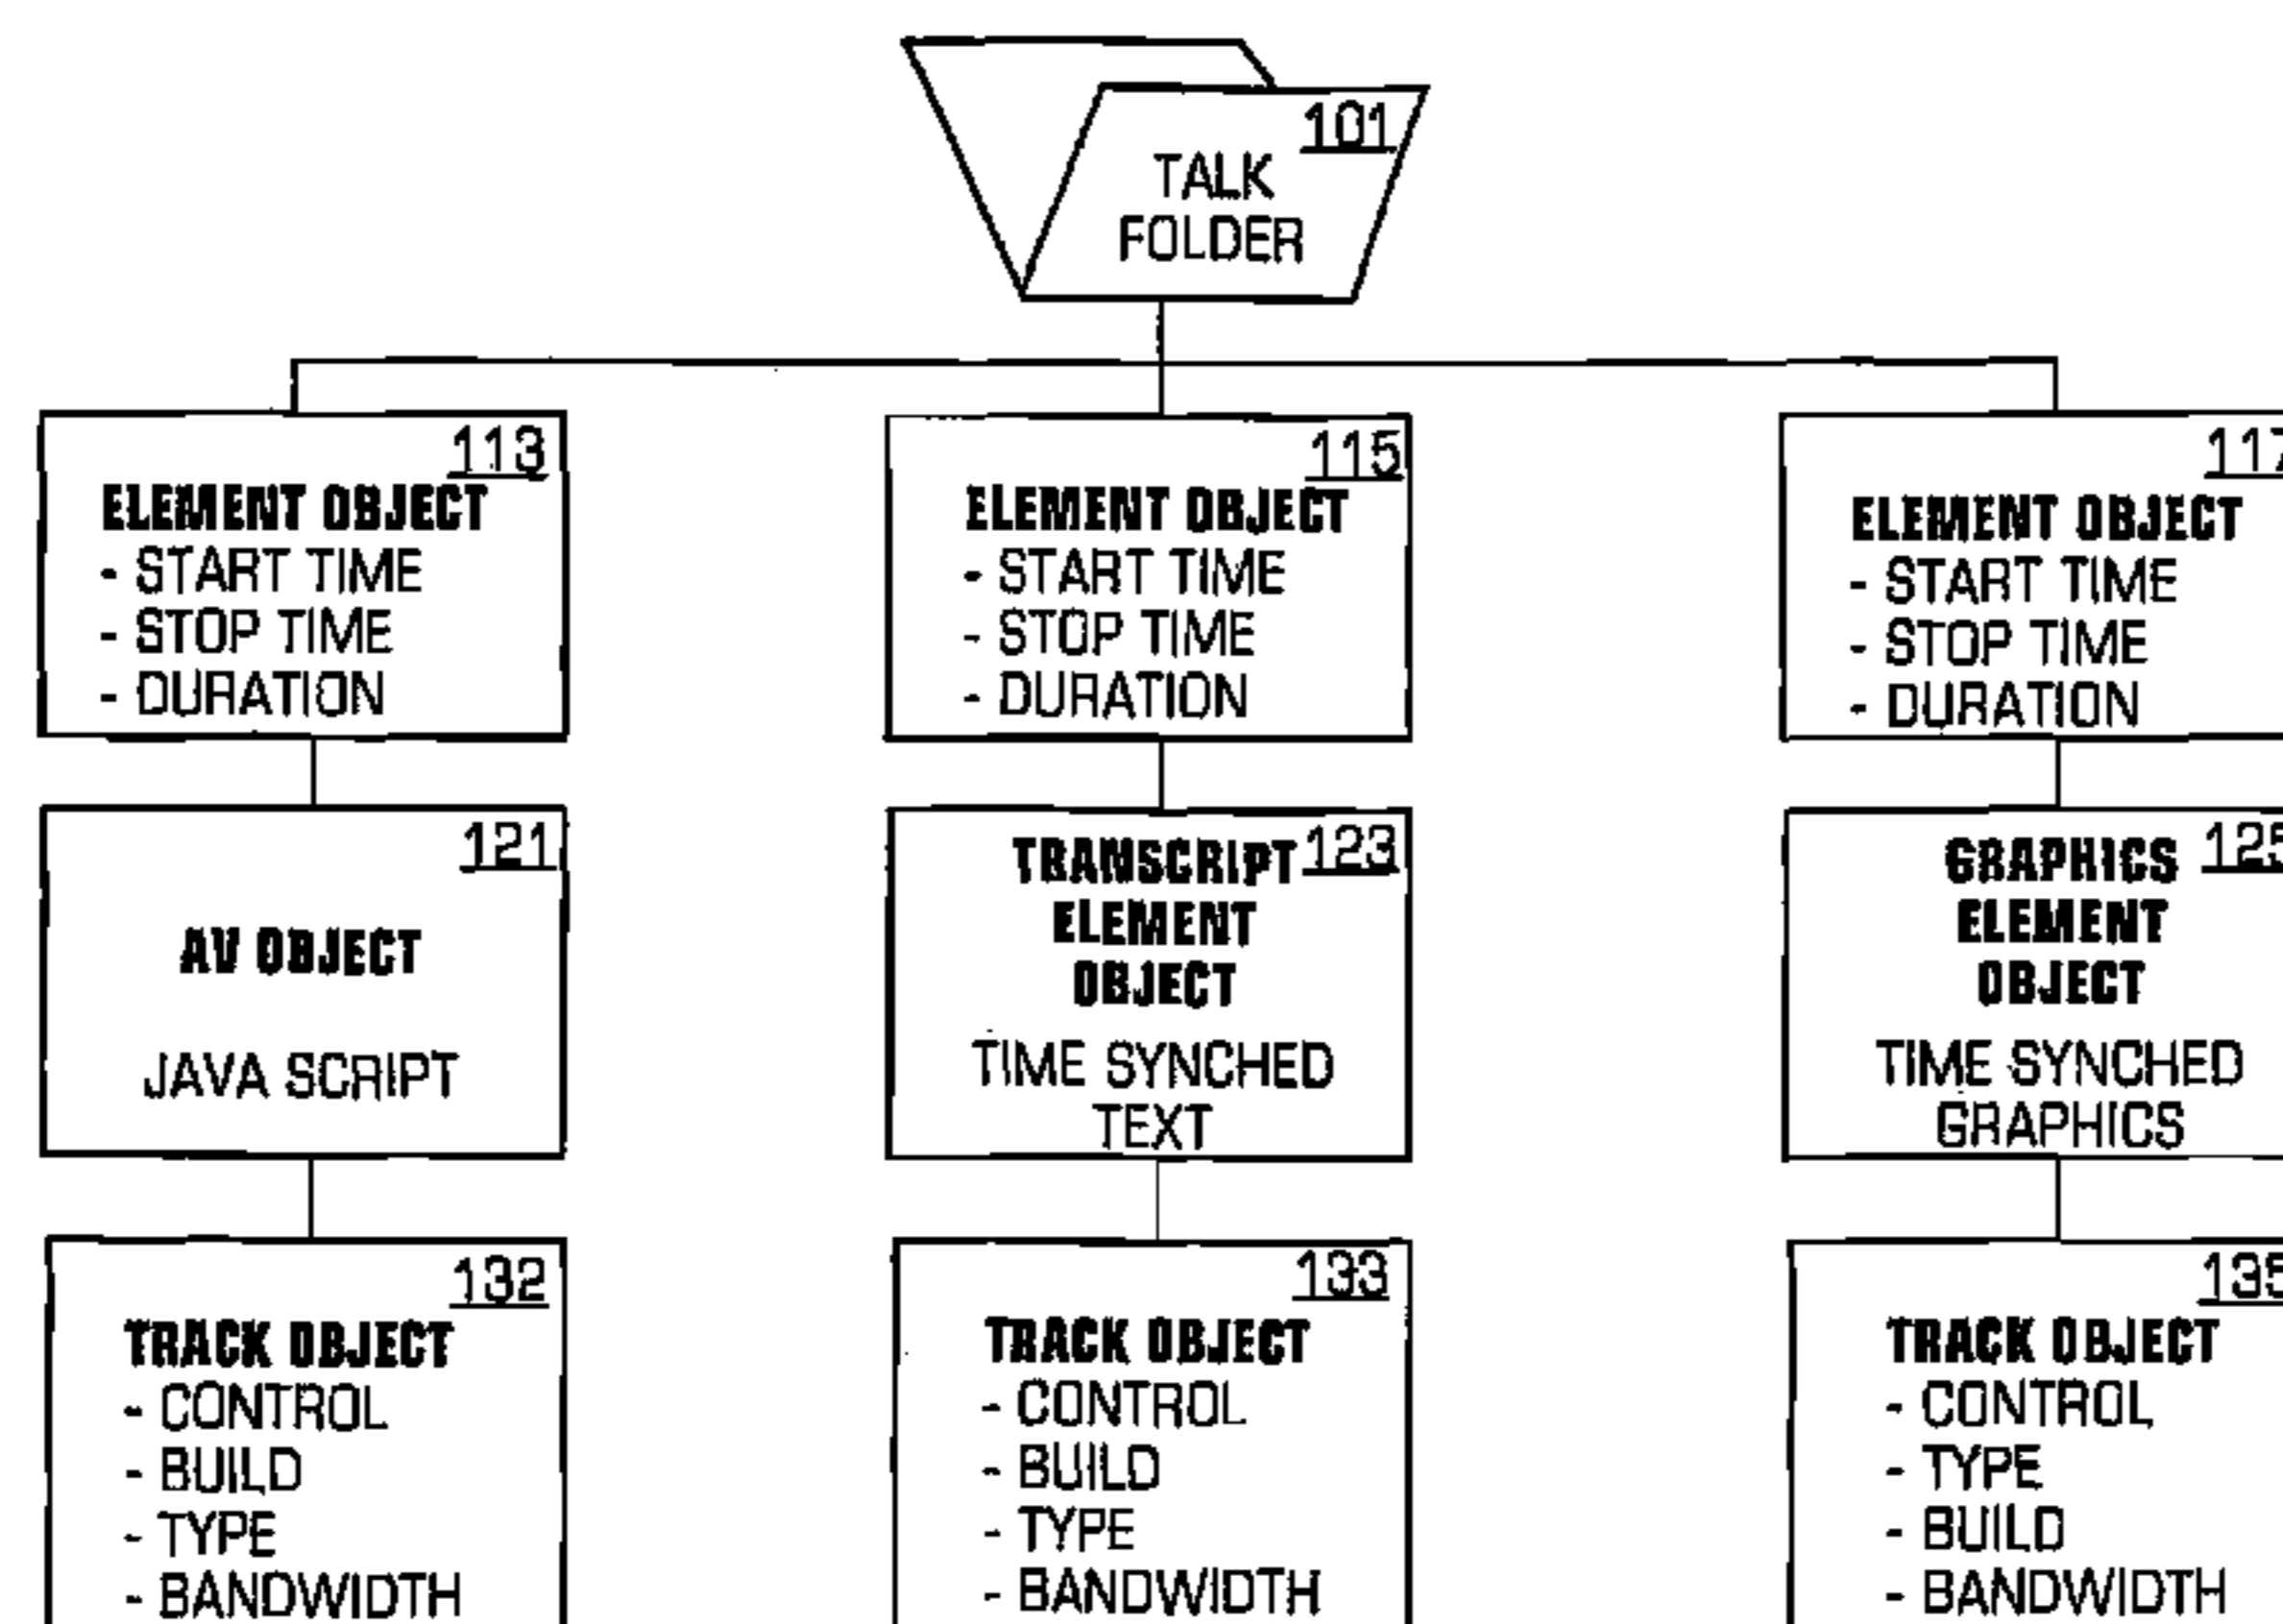 101
TALK
FOLDER
113
ELEMENT OBJECT
- START TIME
- STOP TIME
- DURATION
115
ELEMENT OBJECT
- START TIME
- STOP TIME
- DURATION
117
ELEMENT OBJECT
- START TIME
- STOP TIME
- DURATION
121
AV OBJECT
JAVA SCRIPT
TRANSCRIPT 123
ELEMENT
OBJECT
TIME SYNCHED
TEXT
GRAPHICS 125
ELEMENT
OBJECT
TIME SYNCHED
GRAPHICS
132
TRACK OBJECT
- CONTROL
- BUILD
- TYPE
- BANDWIDTH
133
TRACK OBJECT
- CONTROL
- BUILD
- TYPE
- BANDWIDTH
135
TRACK OBJECT
- CONTROL
- TYPE
- BUILD
- BANDWIDTH